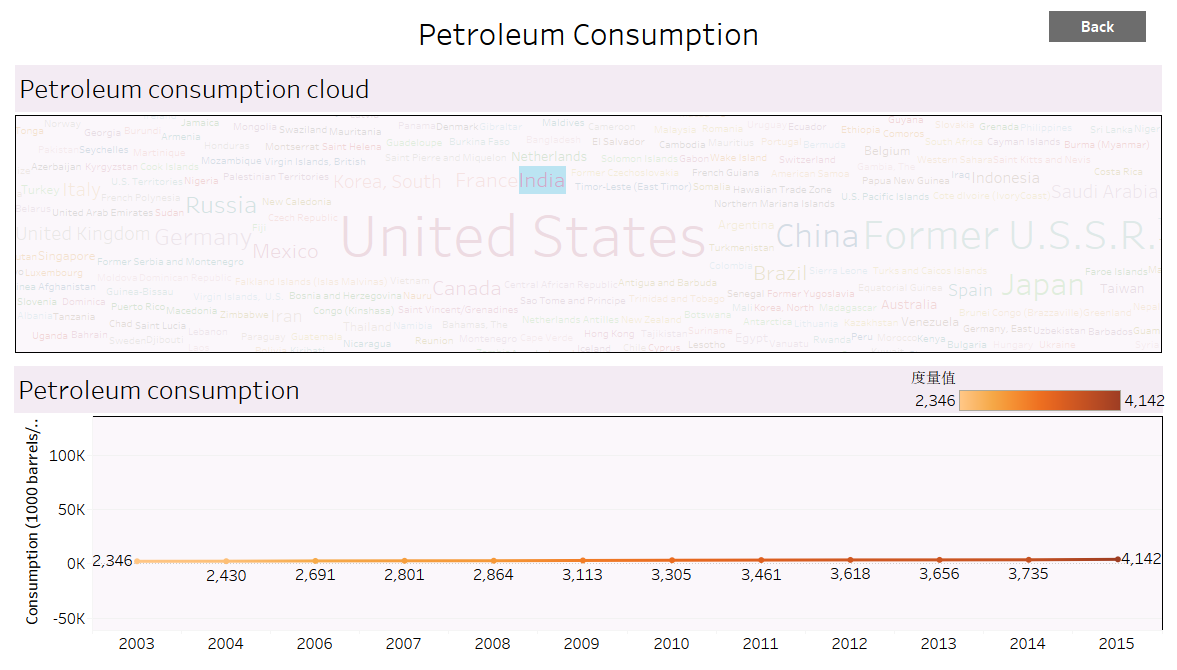 Petroleum Consumption
Back
Petroleum consumption cloud
Norway Jamaica Mongolia Swaziland Mauritania Panama Denmark Gibraltar Maldives Cameroon Malaysia Romania Uruguay Ecuador Ethiopia Guyana Comoros Slovakia Grenada Philippines Sri Lanka Niger
Tonga Georgia Burundi Armenia Honduras Montserrat Saint Helena Guadeloupe Burkina Faso Bangladesh El Salvador Cambodia Mauritius Portugal Bermuda South Africa Cayman Islands Burma (Myanmar)
Pakistan Seychelles Martinique Mozambique Virgin Islands, British Saint Pierre and Miquelon Netherlands Solomon Islands Gabon Wake Island Switzerland Belgium Western Sahara Saint Kitts and Nevis
Azerbaijan Kyrgyzstan Cook Islands Palestinian Territories Korea, South France India Former Czechoslovakia French Guiana American Samoa Gambia, The Iraq Indonesia Costa Rica
Turkey Italy U.S. Territories Nigeria Timor-Leste (East Timor) Somalia Hawaiian Trade Zone Papua New Guinea Saudi Arabia
French Polynesia Russia New Caledonia Northern Mariana Islands U.S. Pacific Islands Cote dIvoire (IvoryCoast)
Belarus United Arab Emirates Sudan Czech Republic
United Kingdom Germany Fiji Mexico United States Argentina Turkmenistan China Former U.S.S.R.
Singapore Former Serbia and Montenegro Colombia Brazil Sierra Leone Turks and Caicos Islands Faroe Islands
Luxembourg Moldova Dominican Republic Falkland Islands (Islas Malvinas) Vietnam Canada Central African Republic Antigua and Barbuda Equatorial Guinea Spain Japan Taiwan
Afghanistan Guinea-Bissau Virgin Islands, U.S. Bosnia and Herzegovina Nauru Sao Tome and Principe Trinidad and Tobago Senegal Former Yugoslavia
Slovenia Dominica Puerto Rico Macedonia Zimbabwe Iran Congo (Kinshasa) Saint Vincent/Grenadines Botswana Mali Korea, North Madagascar Australia Brunei Congo (Brazzaville) Greenland Nepal
Albania Tanzania Chad Saint Lucia Lebanon Thailand Namibia Bahamas, The Netherlands Antilles New Zealand Suriname Antarctica Lithuania Kazakhstan Venezuela Germany, East Uzbekistan Barbados Guam
Uganda Bahrain Sweden Djibouti Paraguay Guatemala Nicaragua Reunion Montenegro Cape Verde Hong Kong Tajikistan Egypt Vanuatu Rwanda Peru Morocco Kenya Bulgaria Hungary Ukraine
Laos Kiribati Iceland Chile Cyprus Lesotho
Petroleum consumption
度量值
2,346 4,142
Consumption (1000 barrels/..
100K
50K
0K
-50K
2,346 2,430 2,691 2,801 2,864 3,113 3,305 3,461 3,618 3,656 3,735 4,142
2003 2004 2006 2007 2008 2009 2010 2011 2012 2013 2014 2015